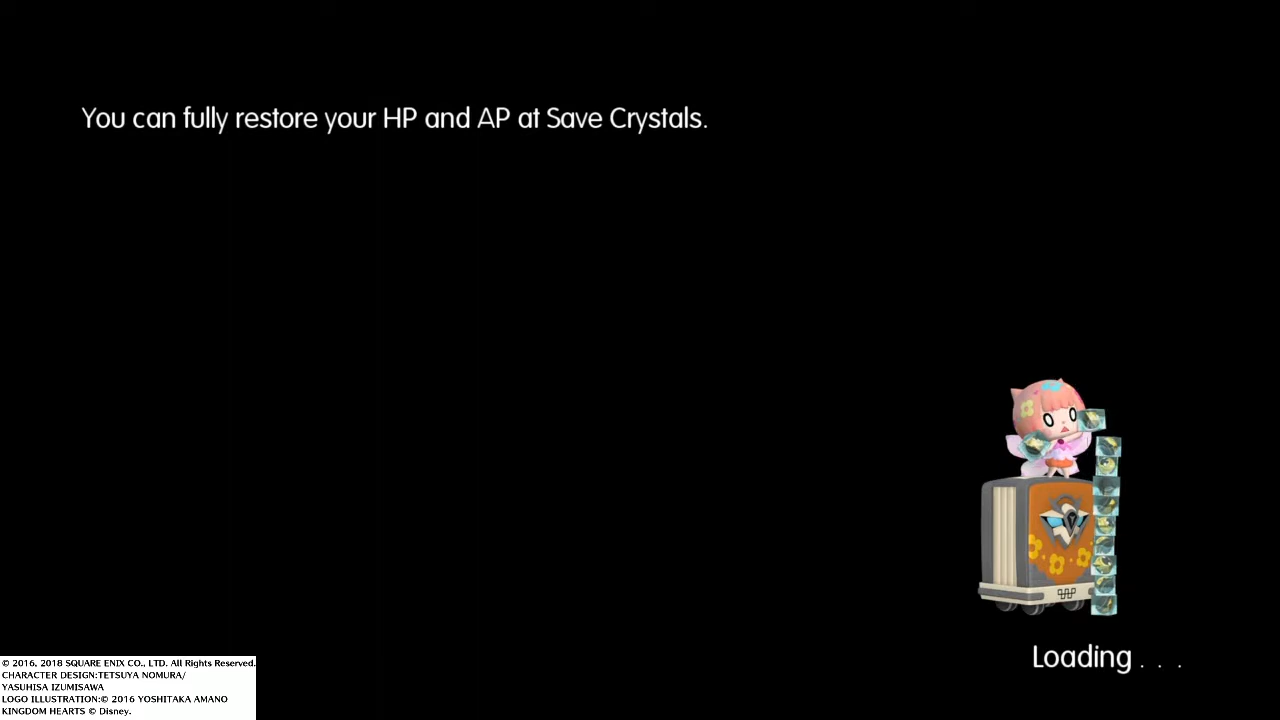 You can fully restore your HP and AP at Save Crystals.
Loading . . .
© 2016, 2018 SQUARE ENIX CO., LTD. All Rights Reserved.
CHARACTER DESIGN:TETSUYA NOMURA/
YASUHISA IZUMISAWA
LOGO ILLUSTRATION:© 2016 YOSHITAKA AMANO
KINGDOM HEARTS © Disney.